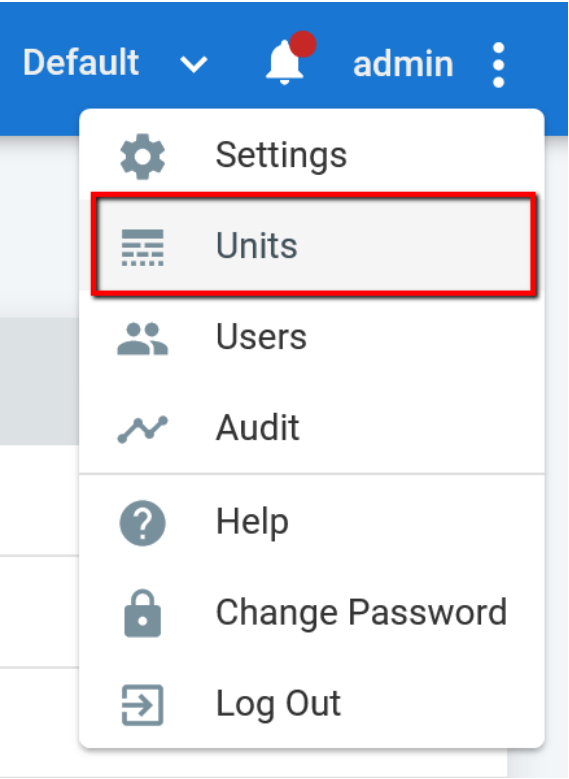 Default admin
Settings
Units
Users
Audit
Help
Change Password
Log Out